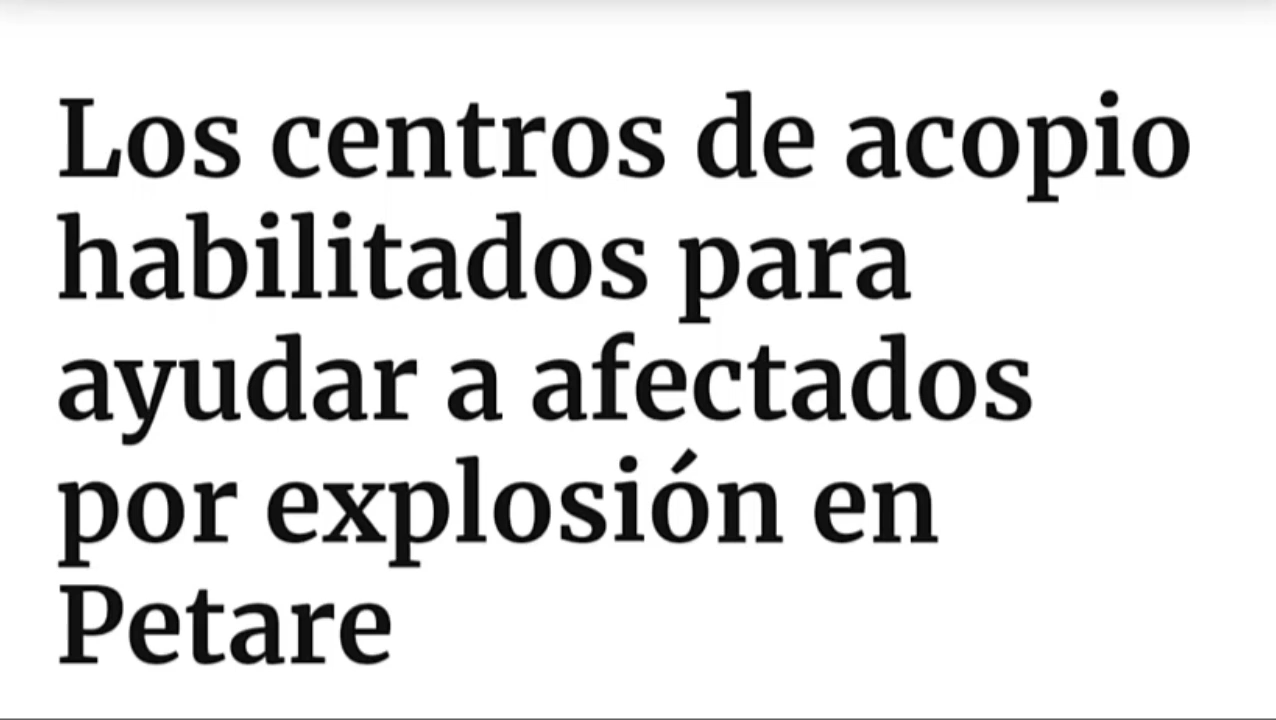 Los centros de acopio
habilitados para
ayudar a afectados
por explosión en
Petare